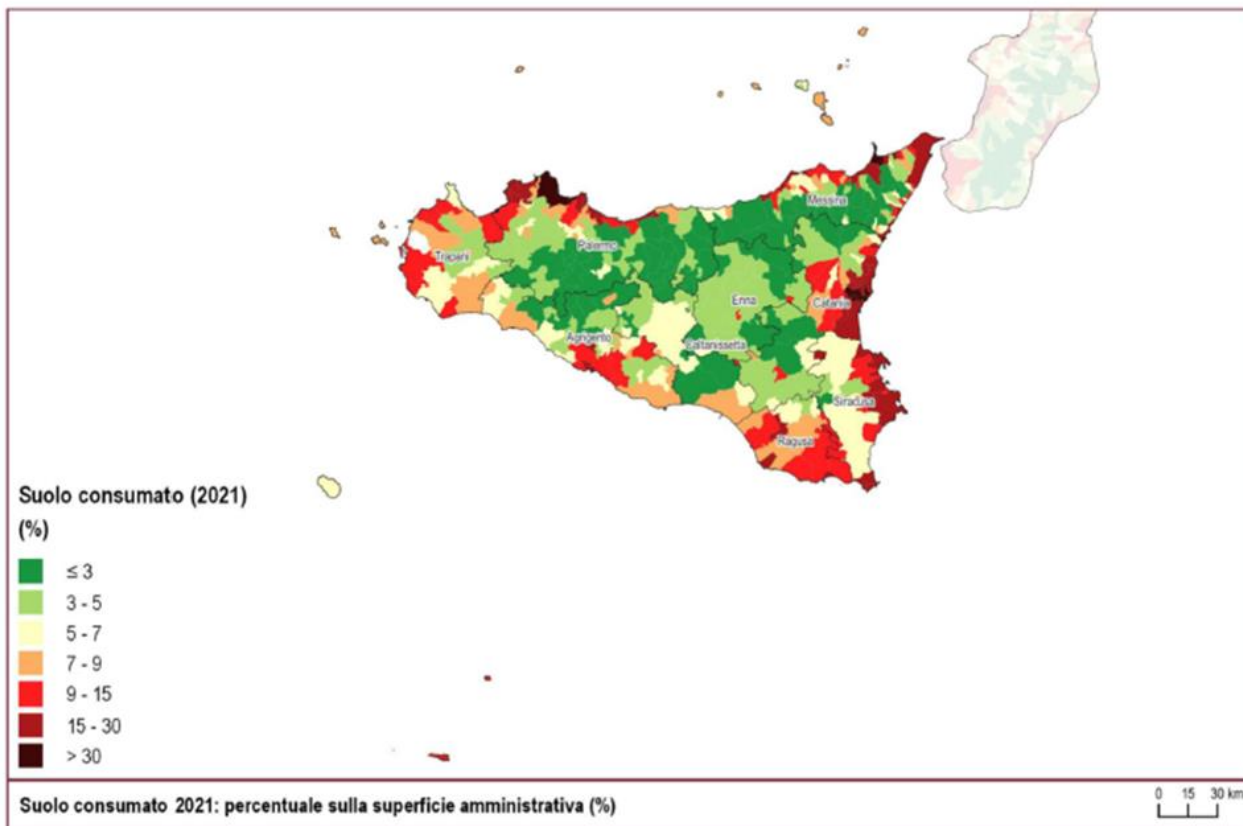 Messina
Palermo
Trapani
Enna
Catania
Agrigento
Caltanissetta
Siracusa
Ragusa
Suolo consumato (2021)
(%)
≤ 3
3 - 5
5 - 7
7 - 9
9 - 15
15 - 30
> 30
Suolo consumato 2021: percentuale sulla superficie amministrativa (%)
0 15 30 km